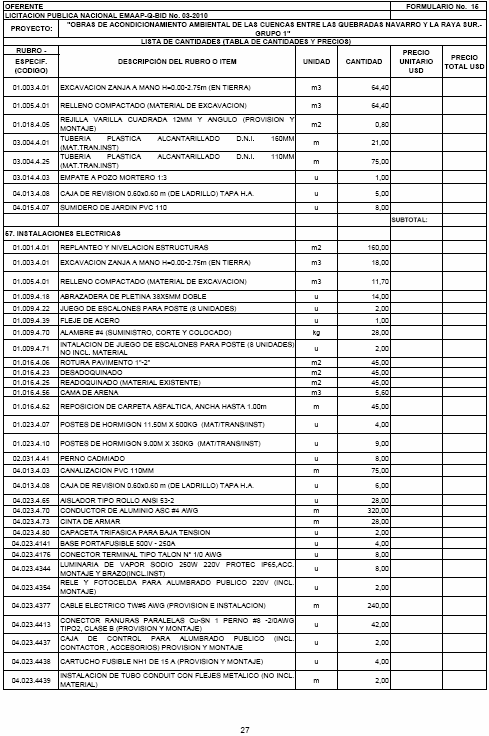 OFERENTE FORMULARIO No. 16
LICITACION PUBLICA NACIONAL EMAAP-Q-BID No. 03-2010
PROYECTO: "OBRAS DE ACONDICIONAMIENTO AMBIENTAL DE LAS CUENCAS ENTRE LAS QUEBRADAS NAVARRO Y LA RAYA SUR.-
GRUPO 1"
LISTA DE CANTIDADES (TABLA DE CANTIDADES Y PRECIOS)
RUBRO - ESPECIF. (CODIGO) DESCRIPCIÓN DEL RUBRO O ITEM UNIDAD CANTIDAD PRECIO UNITARIO USD PRECIO TOTAL USD
01.003.4.01 EXCAVACION ZANJA A MANO H=0.00-2.75m (EN TIERRA) m3 64,40
01.005.4.01 RELLENO COMPACTADO (MATERIAL DE EXCAVACION) m3 64,40
01.018.4.05 REJILLA VARILLA CUADRADA 12MM Y ANGULO (PROVISION Y
MONTAJE) m2 0,80
03.004.4.01 TUBERIA PLASTICA ALCANTARILLADO D.N.I. 160MM
(MAT.TRAN.INST) m 21,00
03.004.4.25 TUBERIA PLASTICA ALCANTARILLADO D.N.I. 110MM
(MAT.TRAN.INST) m 75,00
03.014.4.03 EMPATE A POZO MORTERO 1:3 u 1,00
04.013.4.08 CAJA DE REVISION 0.60x0.60 m (DE LADRILLO) TAPA H.A. u 5,00
04.015.4.07 SUMIDERO DE JARDIN PVC 110 u 8,00
SUBTOTAL:
57. INSTALACIONES ELECTRICAS
01.001.4.01 REPLANTEO Y NIVELACION ESTRUCTURAS m2 160,00
01.003.4.01 EXCAVACION ZANJA A MANO H=0.00-2.75m (EN TIERRA) m3 18,00
01.005.4.01 RELLENO COMPACTADO (MATERIAL DE EXCAVACION) m3 11,70
01.009.4.18 ABRAZADERA DE PLETINA 38X5MM DOBLE u 14,00
01.009.4.22 JUEGO DE ESCALONES PARA POSTE (8 UNIDADES) u 2,00
01.009.4.39 FLEJE DE ACERO u 1,00
01.009.4.70 ALAMBRE #4 (SUMINISTRO, CORTE Y COLOCADO) kg 28,00
01.009.4.71 INTALACION DE JUEGO DE ESCALONES PARA POSTE (8 UNIDADES)
NO INCL. MATERIAL u 2,00
01.016.4.06 ROTURA PAVIMENTO 1"-2" m2 45,00
01.016.4.23 DESADOQUINADO m2 45,00
01.016.4.25 READOQUINADO (MATERIAL EXISTENTE) m2 45,00
01.016.4.56 CAMA DE ARENA m3 5,60
01.016.4.62 REPOSICION DE CARPETA ASFALTICA, ANCHA HASTA 1.00m m 45,00
01.023.4.07 POSTES DE HORMIGON 11.50M X 500KG (MAT/TRANS/INST) u 4,00
01.023.4.10 POSTES DE HORMIGON 9.00M X 350KG (MAT/TRANS/INST) u 9,00
02.031.4.41 PERNO CADMIADO u 8,00
04.013.4.03 CANALIZACION PVC 110MM m 75,00
04.013.4.08 CAJA DE REVISION 0.60x0.60 m (DE LADRILLO) TAPA H.A. u 6,00
04.023.4.65 AISLADOR TIPO ROLLO ANSI 53-2 u 28,00
04.023.4.70 CONDUCTOR DE ALUMINIO ASC #4 AWG m 320,00
04.023.4.73 CINTA DE ARMAR m 28,00
04.023.4.80 CAPACETA TRIFASICA PARA BAJA TENSION u 2,00
04.023.4141 BASE PORTAFUSIBLE 500V - 250A u 4,00
04.023.4176 CONECTOR TERMINAL TIPO TALON N° 1/0 AWG u 8,00
04.023.4344 LUMINARIA DE VAPOR SODIO 250W 220V PROTEC IP65,ACC.
MONTAJE Y BRAZO(INCL.INST) u 8,00
04.023.4354 RELE Y FOTOCELDA PARA ALUMBRADO PUBLICO 220V (INCL.
MONTAJE) u 2,00
04.023.4377 CABLE ELECTRICO TW#6 AWG (PROVISION E INSTALACION) m 240,00
04.023.4413 CONECTOR RANURAS PARALELAS Cu-SN 1 PERNO #8 -2/0AWG
TIPO2, CLASE B (PROVISION Y MONTAJE) u 42,00
04.023.4437 CAJA DE CONTROL PARA ALUMBRADO PUBLICO (INCL.
CONTACTOR , ACCESORIOS) PROVISION Y MONTAJE u 2,00
04.023.4438 CARTUCHO FUSIBLE NH1 DE 15 A (PROVISION Y MONTAJE) u 4,00
04.023.4439 INSTALACION DE TUBO CONDUIT CON FLEJES METALICO (NO INCL.
MATERIAL) m 2,00
27